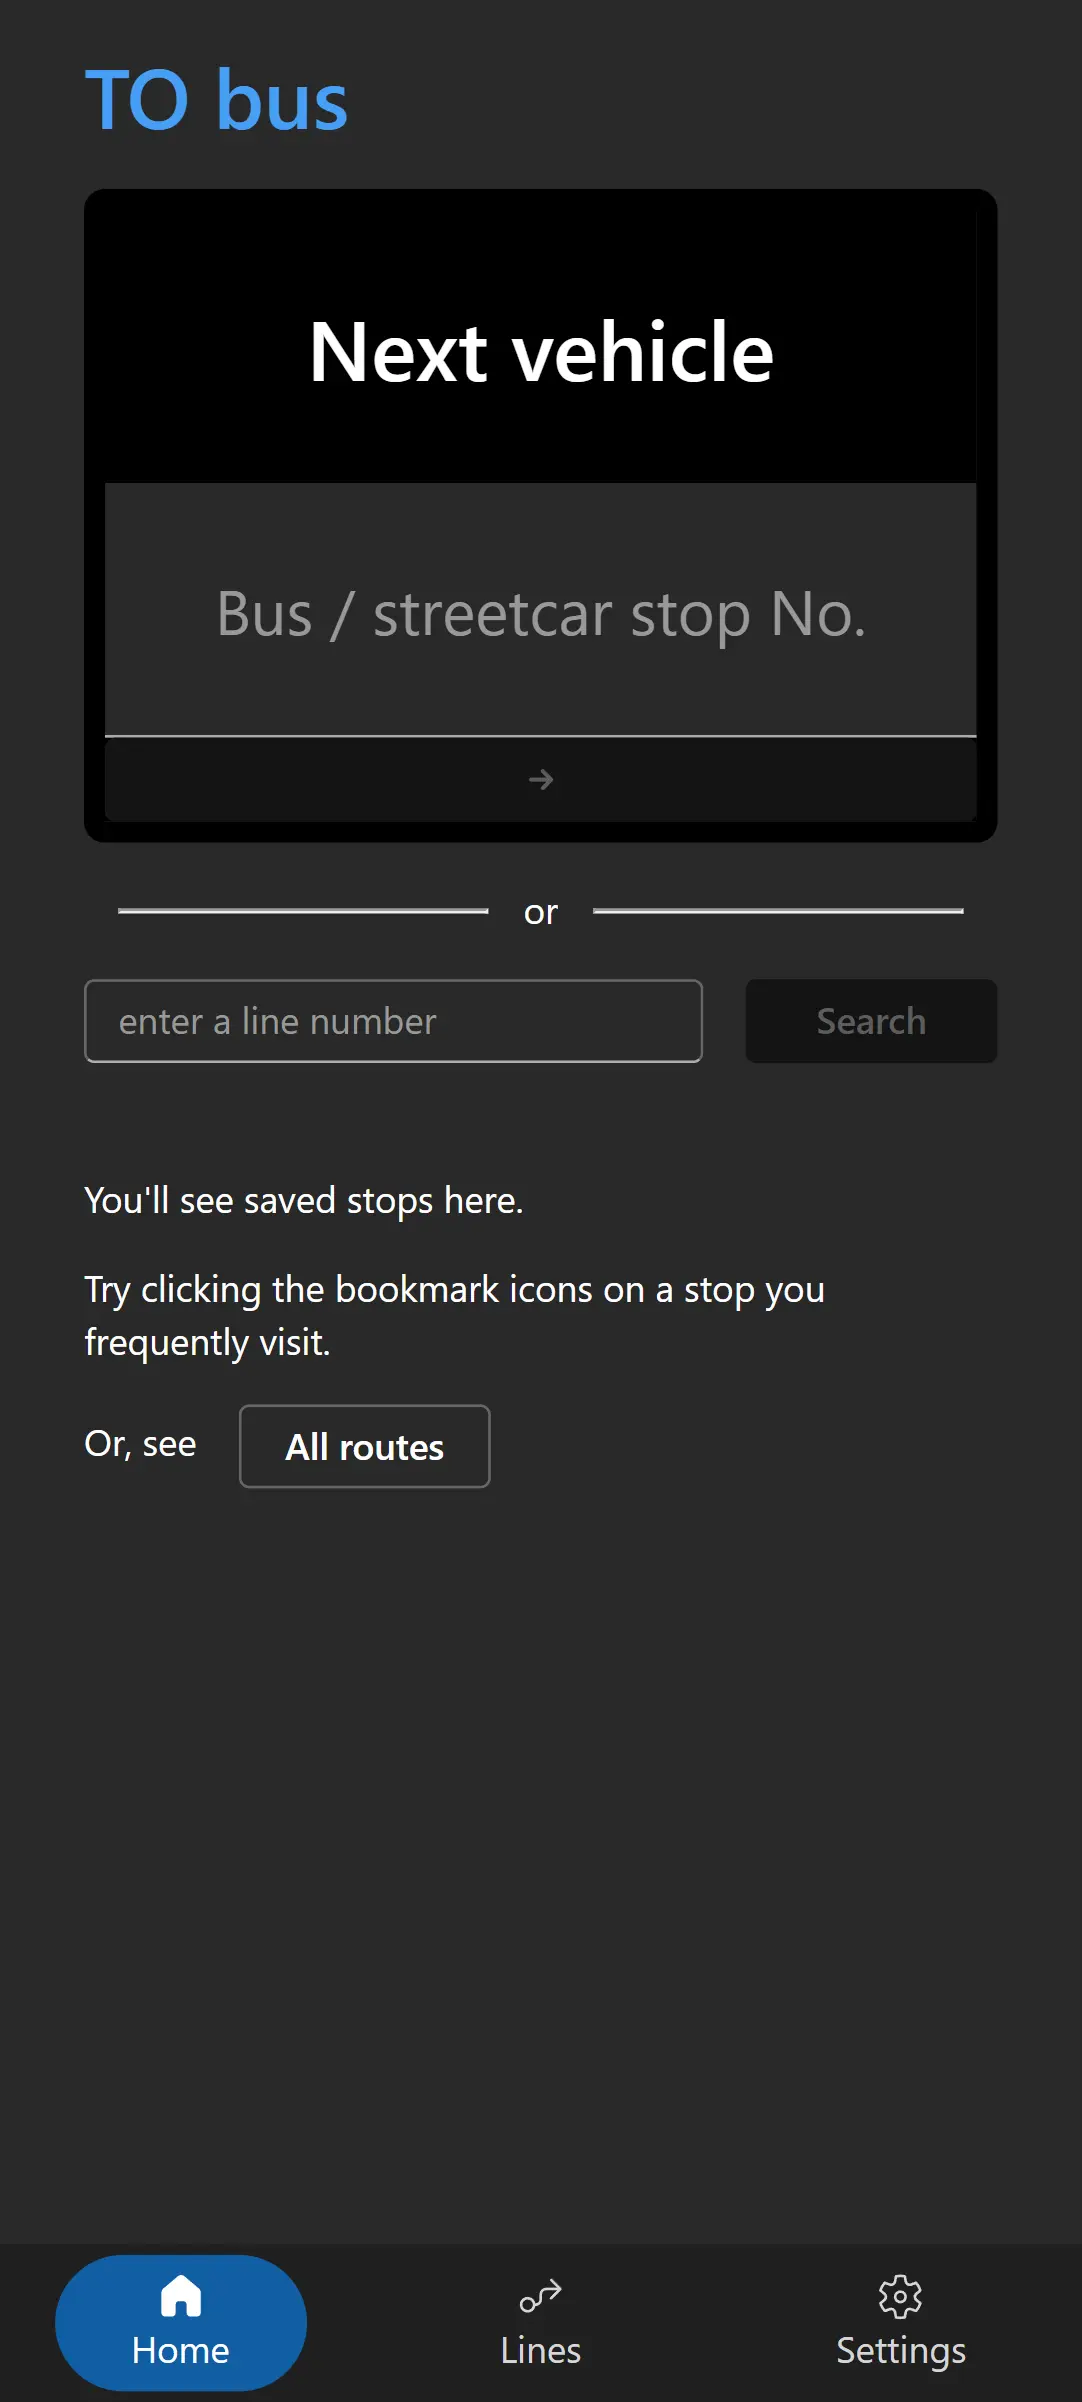 TO bus
Next vehicle
Bus / streetcar stop No.
or
enter a line number
Search
You'll see saved stops here.
Try clicking the bookmark icons on a stop you
frequently visit.
Or, see
All routes
Home
Lines
Settings